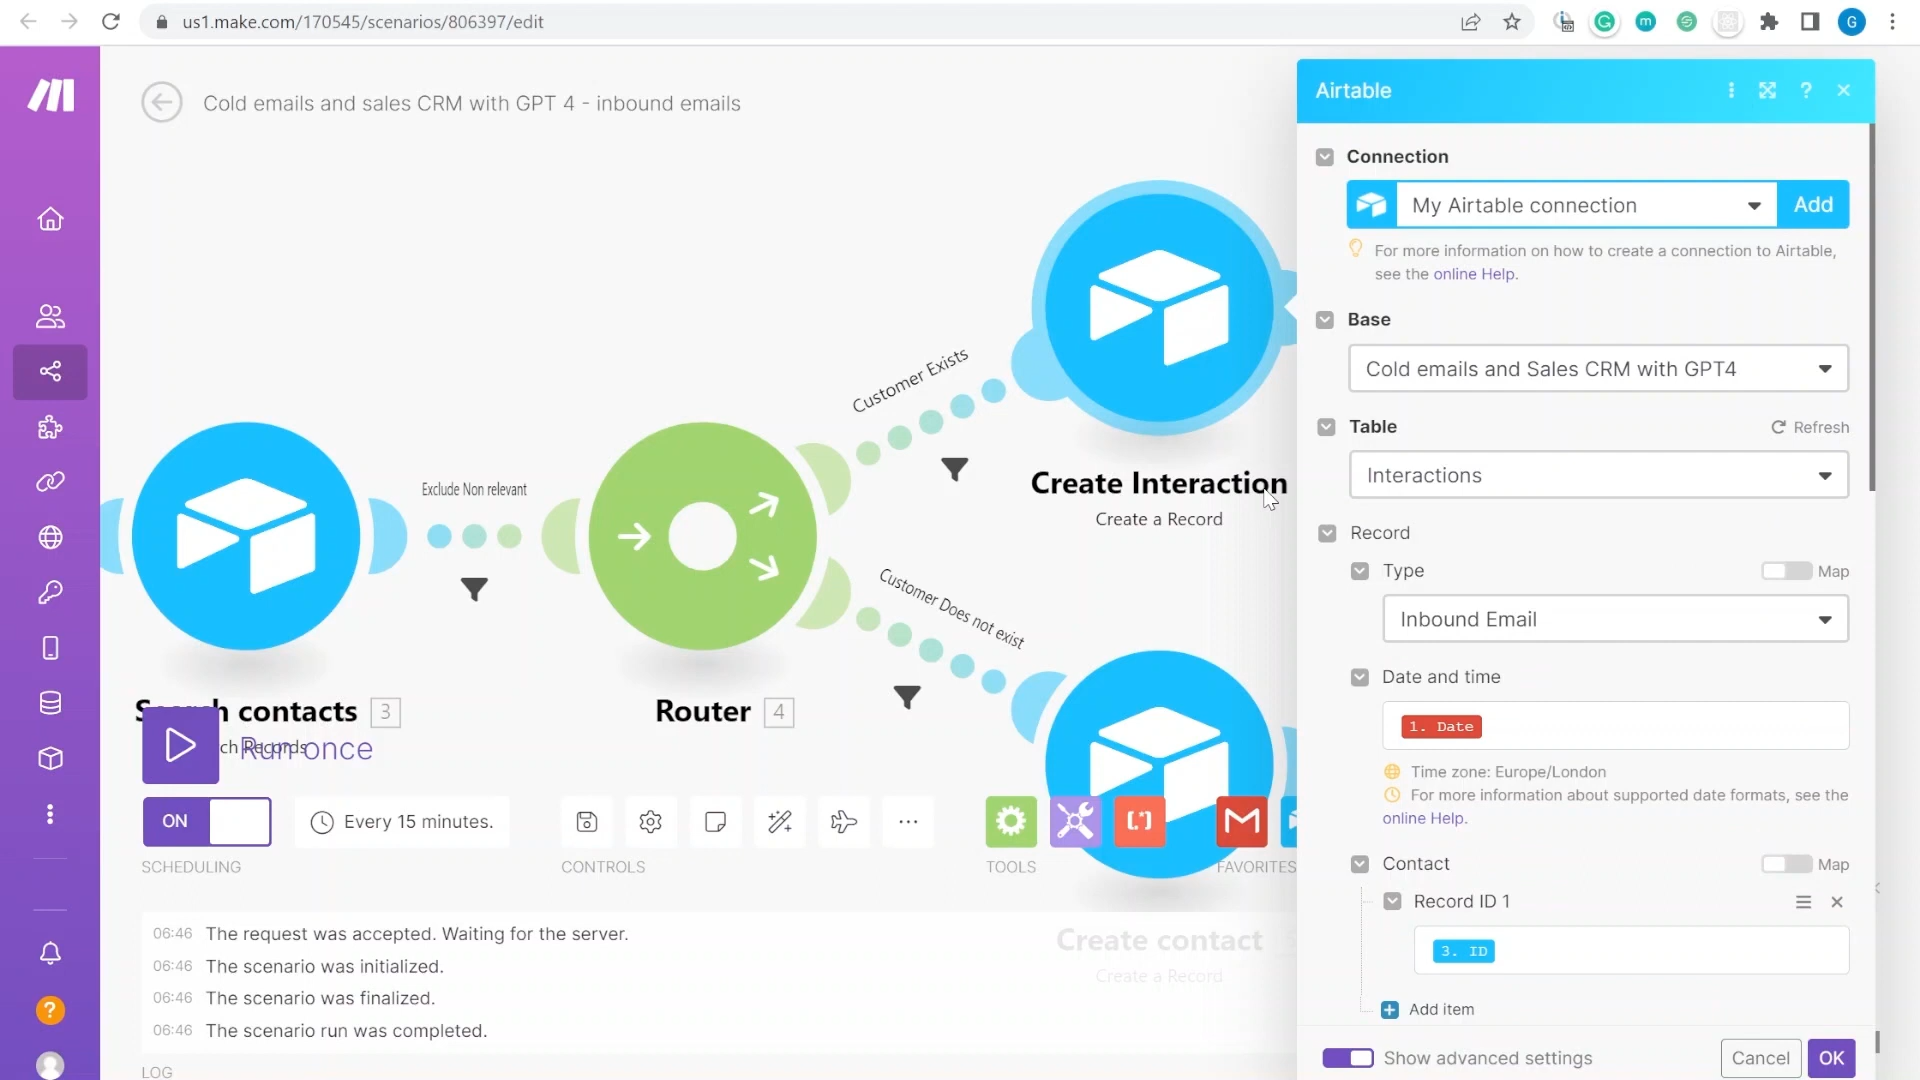 us1.make.com/170545/scenarios/806397/edit
G
m
G
Cold emails and sales CRM with GPT 4 - inbound emails
Customer Exists
Exclude Non relevant
Create Interaction
Create a Record
Customer Does not exist
Search contacts 3
ch Records
Router 4
Run once
ON
Every 15 minutes.
SCHEDULING
CONTROLS
TOOLS
FAVORITES
06:46 The request was accepted. Waiting for the server.
06:46 The scenario was initialized.
06:46 The scenario was finalized.
06:46 The scenario run was completed.
LOG
Create contact
Create a Record
Airtable
?
Connection
My Airtable connection
Add
For more information on how to create a connection to Airtable,
see the online Help.
Base
Cold emails and Sales CRM with GPT4
Table
Refresh
Interactions
Record
Type
Map
Inbound Email
Date and time
1. Date
Time zone: Europe/London
For more information about supported date formats, see the
online Help.
Contact
Map
Record ID 1
3. ID
Add item
Show advanced settings
Cancel
OK
?